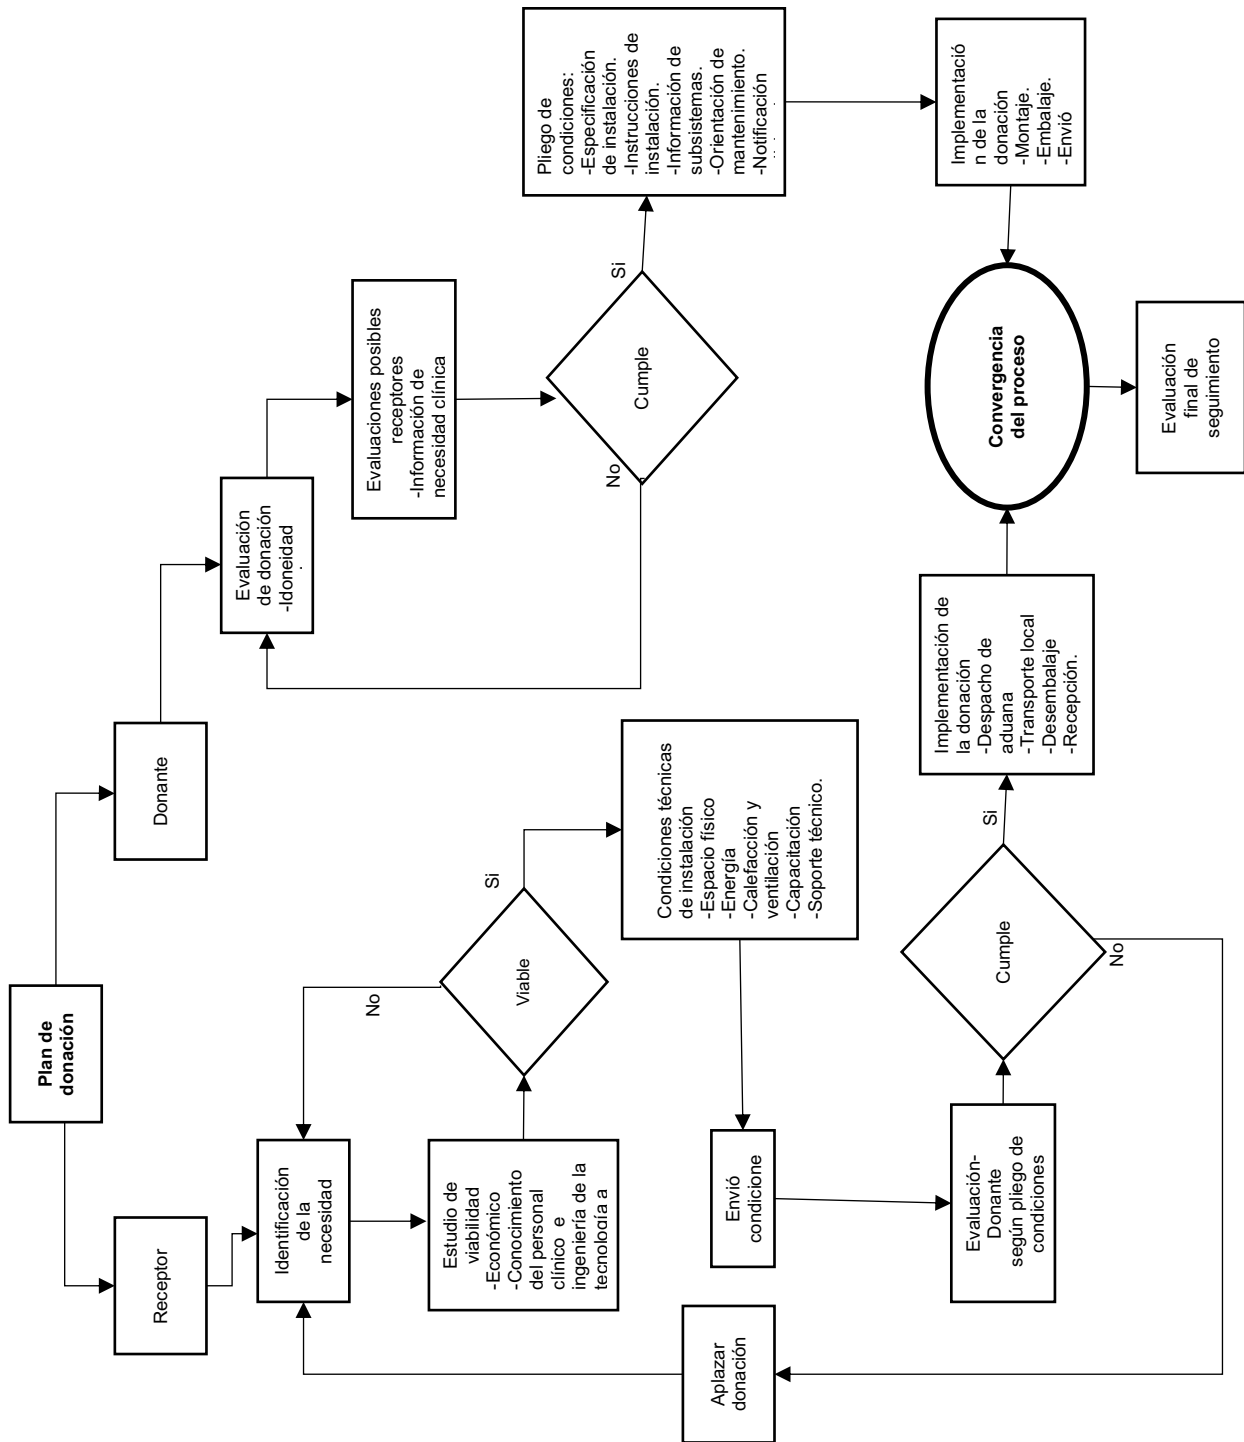 Plan de
donación
Receptor
Donante
Identificación
de la
necesidad
Estudio de
viabilidad
-Económico
-Conocimiento
del personal
clínico e
ingeniería de la
tecnología a
Viable
No
Si
Condiciones técnicas
de instalación
-Espacio físico
-Energía
-Calefacción y
ventilación
-Capacitación
-Soporte técnico.
Envió
condicione
Evaluación-
Donante
según pliego de
condiciones
Cumple
No
Si
Aplazar
donación
Implementación de
la donación
-Despacho de
aduana
-Transporte local
-Desembalaje
-Recepción.
Evaluación
de donación
-Idoneidad
Evaluaciones posibles
receptores
-Información de
necesidad clínica
Cumple
No
Si
Pliego de
condiciones:
-Especificación
de instalación.
-Instrucciones de
instalación.
-Información de
subsistemas.
-Orientación de
mantenimiento.
-Notificación
Implementació
n de la
donación
-Montaje.
-Embalaje.
-Envió
Convergencia
del proceso
Evaluación
final de
seguimiento